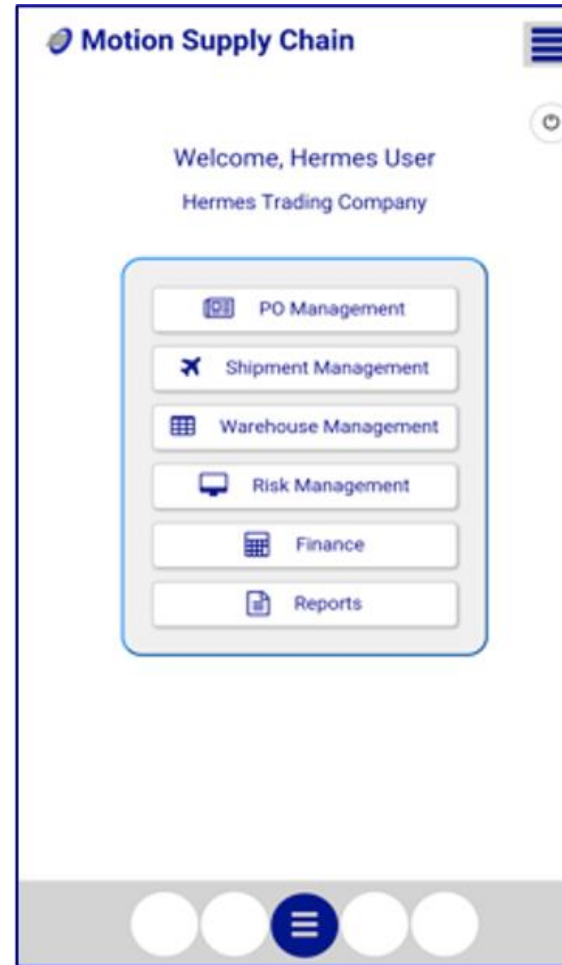 Motion Supply Chain
Welcome, Hermes User
Hermes Trading Company
PO Management
Shipment Management
Warehouse Management
Risk Management
Finance
Reports